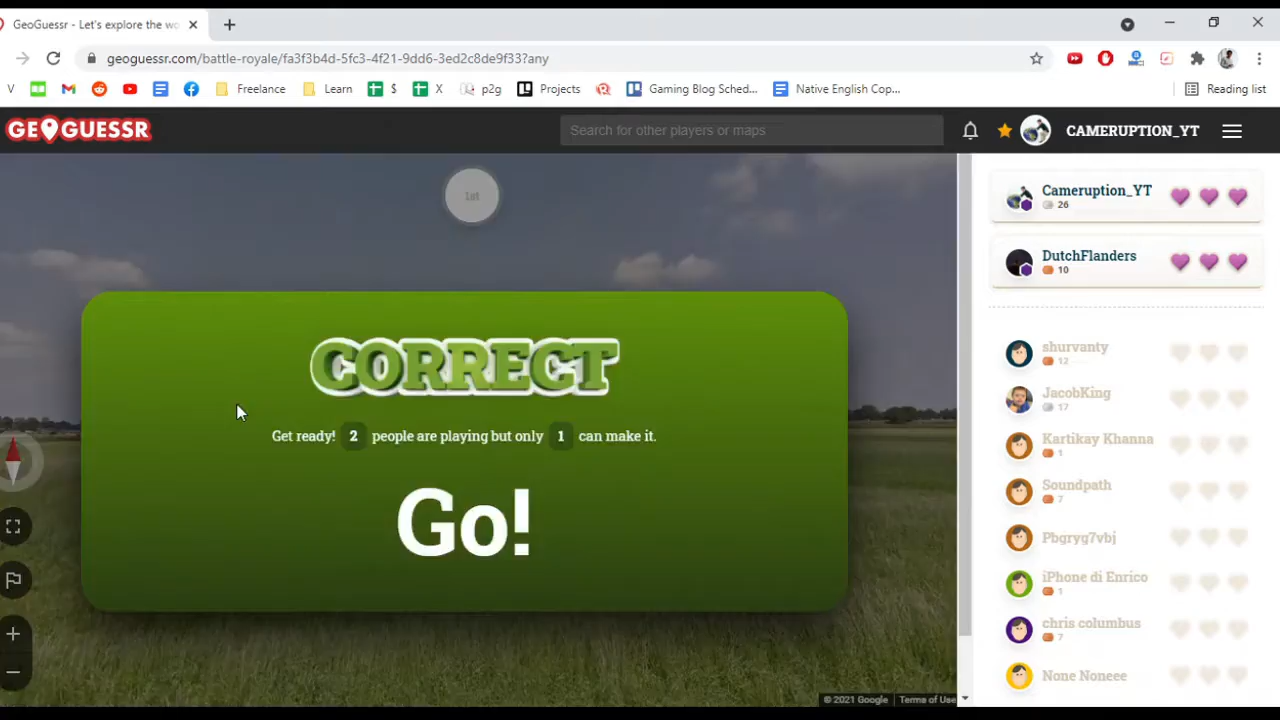 GeoGuessr - Let's explore the wo
geoguessr.com/battle-royale/fa3f3b4d-5fc3-4f21-9dd6-3ed2c8de9f33?any
V
Freelance
Learn
$
X
p2g
Projects
Gaming Blog Sched...
Native English Cop...
Reading list
GEOGUESSR
Search for other players or maps
CAMERUPTION_YT
1st
Cameruption_YT
26
DutchFlanders
10
CORRECT
Get ready! 2 people are playing but only 1 can make it.
Go!
shurvanty
12
JacobKing
17
Kartikay Khanna
1
Soundpath
7
Pbgryg7vbj
iPhone di Enrico
1
chris columbus
7
None Noneee
© 2021 Google
Terms of Use